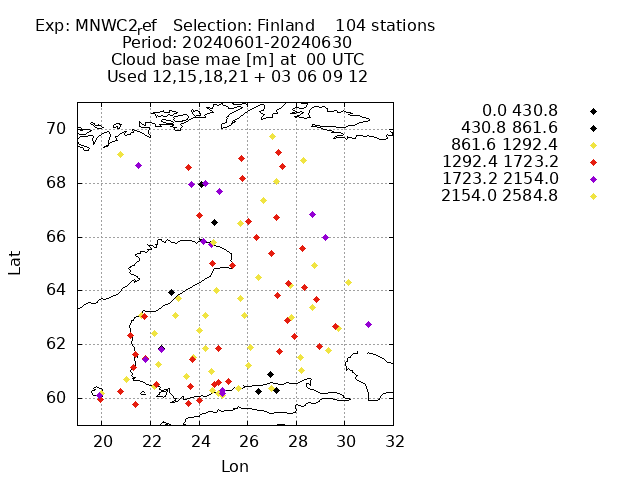 Exp: MNWC2ref   Selection: Finland    104 stations
Period: 20240601-20240630
Cloud base mae [m] at  00 UTC
Used 12,15,18,21 + 03 06 09 12
0.0 430.8
430.8 861.6
861.6 1292.4
1292.4 1723.2
1723.2 2154.0
2154.0 2584.8
70
68
66
64
62
60
Lat
20 22 24 26 28 30 32
Lon